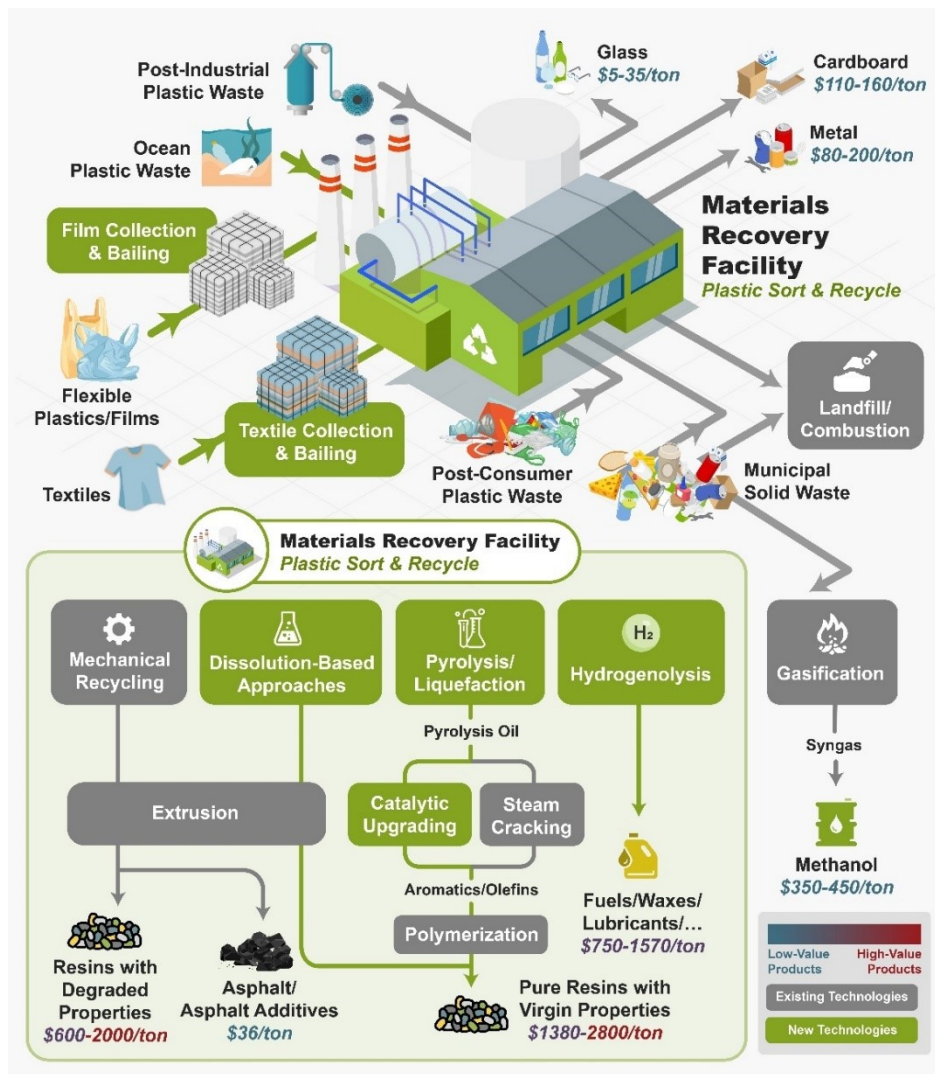 Post-Industrial
Plastic Waste
Glass
$5-35/ton
Cardboard
$110-160/ton
Ocean
Plastic Waste
Metal
$80-200/ton
Film Collection
& Bailing
Materials
Recovery
Facility
Plastic Sort & Recycle
Flexible
Plastics/Films
Textile Collection
& Bailing
Landfill/
Combustion
Textiles
Post-Consumer
Plastic Waste
Municipal
Solid Waste
Materials Recovery Facility
Plastic Sort & Recycle
Mechanical
Recycling
Dissolution-Based
Approaches
Pyrolysis/
Liquefaction
H₂
Hydrogenolysis
Gasification
Pyrolysis Oil
Syngas
Extrusion
Catalytic
Upgrading
Steam
Cracking
Methanol
$350-450/ton
Aromatics/Olefins
Polymerization
Fuels/Waxes/
Lubricants/...
$750-1570/ton
Resins with
Degraded
Properties
$600-2000/ton
Asphalt/
Asphalt Additives
$36/ton
Pure Resins with
Virgin Properties
$1380-2800/ton
Low-Value
Products
High-Value
Products
Existing Technologies
New Technologies